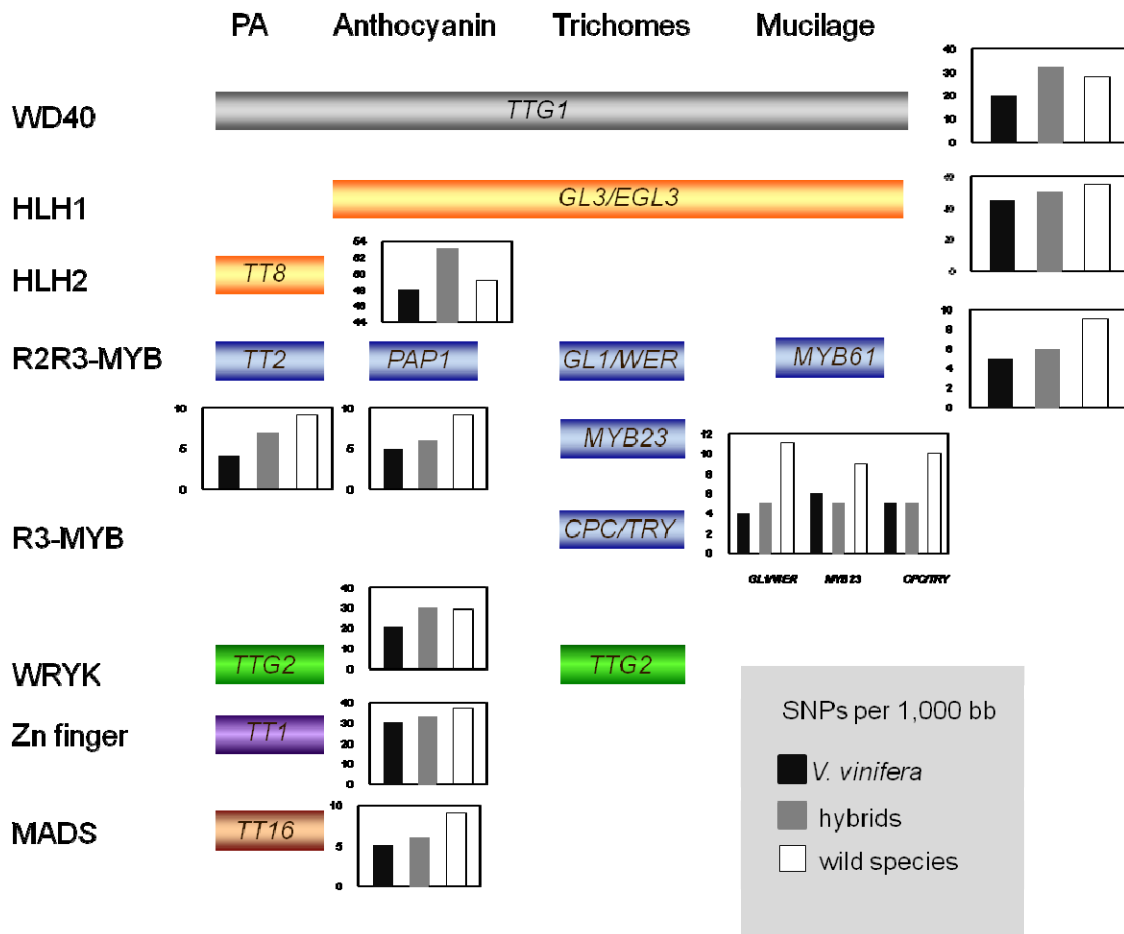 PA Anthocyanin Trichomes Mucilage
WD40
TTG1
40
30
20
10
0
HLH1
GL3/EGL3
60
40
20
0
HLH2
TT8
54
52
50
48
46
44
R2R3-MYB
TT2
PAP1
GL1/WER
MYB61
10
8
6
4
2
0
10
5
0
10
5
0
MYB23
12
10
8
6
4
2
0
GL1/WER MYB23 CPC/TRY
R3-MYB
CPC/TRY
40
30
20
10
0
WRYK
TTG2
TTG2
Zn finger
TT1
40
30
20
10
0
MADS
TT16
10
5
0
SNPs per 1,000 bb
V. vinifera
hybrids
wild species